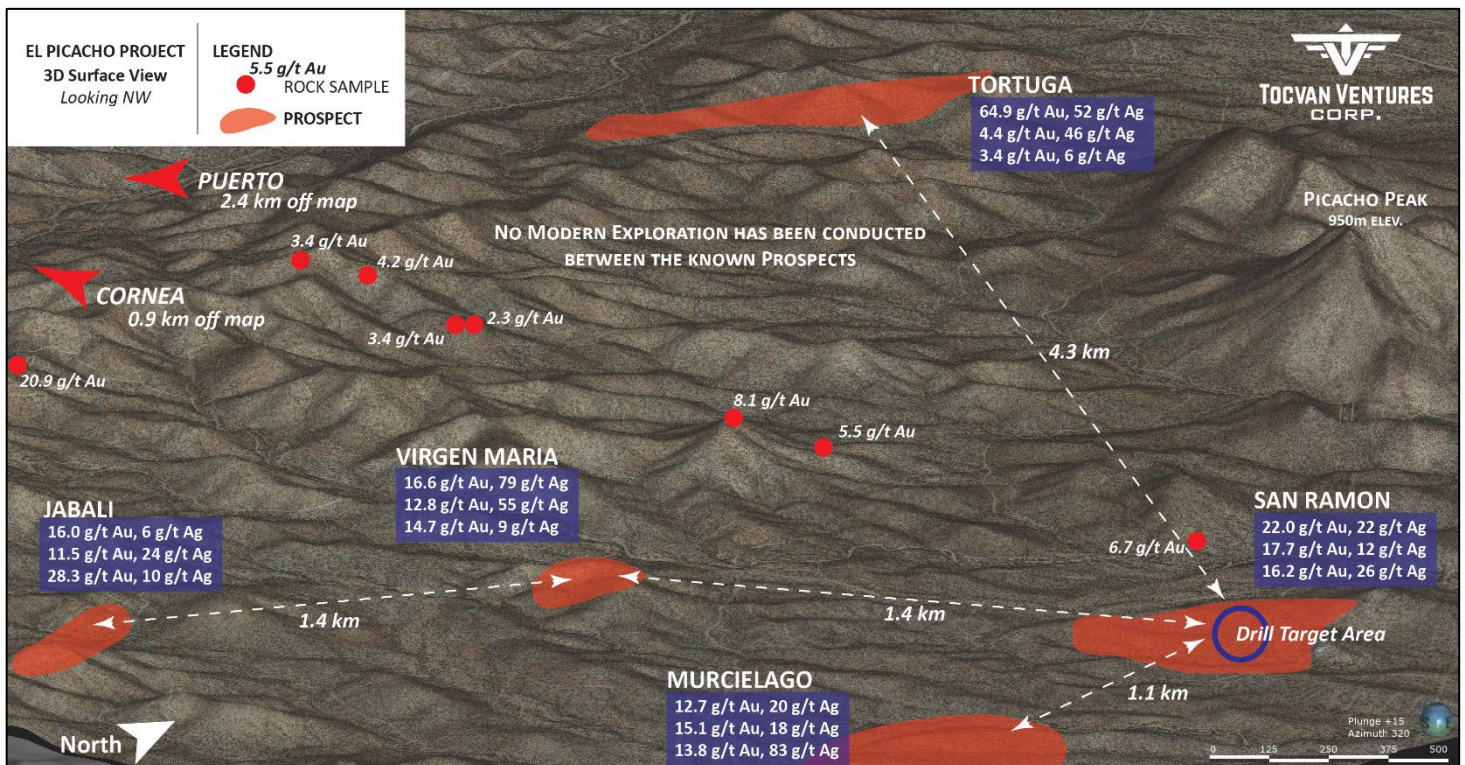 EL PICACHO PROJECT
3D Surface View
Looking NW
LEGEND
5.5 g/t Au
ROCK SAMPLE
PROSPECT
TOCVAN VENTURES
CORP.
TORTUGA
64.9 g/t Au, 52 g/t Ag
4.4 g/t Au, 46 g/t Ag
3.4 g/t Au, 6 g/t Ag
PUERTO
2.4 km off map
PICACHO PEAK
950m ELEV.
NO MODERN EXPLORATION HAS BEEN CONDUCTED
BETWEEN THE KNOWN PROSPECTS
3.4 g/t Au
4.2 g/t Au
CORNEA
0.9 km off map
3.4 g/t Au
2.3 g/t Au
4.3 km
20.9 g/t Au
8.1 g/t Au
5.5 g/t Au
VIRGEN MARIA
16.6 g/t Au, 79 g/t Ag
12.8 g/t Au, 55 g/t Ag
14.7 g/t Au, 9 g/t Ag
JABALI
16.0 g/t Au, 6 g/t Ag
11.5 g/t Au, 24 g/t Ag
28.3 g/t Au, 10 g/t Ag
SAN RAMON
22.0 g/t Au, 22 g/t Ag
17.7 g/t Au, 12 g/t Ag
16.2 g/t Au, 26 g/t Ag
6.7 g/t Au
1.4 km
1.4 km
Drill Target Area
MURCIELAGO
12.7 g/t Au, 20 g/t Ag
15.1 g/t Au, 18 g/t Ag
13.8 g/t Au, 83 g/t Ag
1.1 km
North
Plunge +15
Azimuth 320
0 125 250 375 500